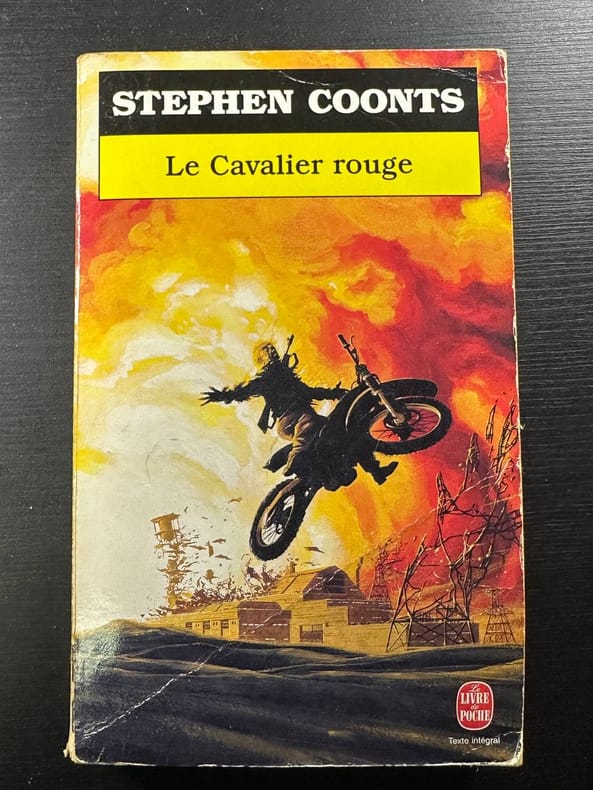 STEPHEN COONTS
Le Cavalier rouge
Le
LIVRE
de
POCHE
Texte intégral